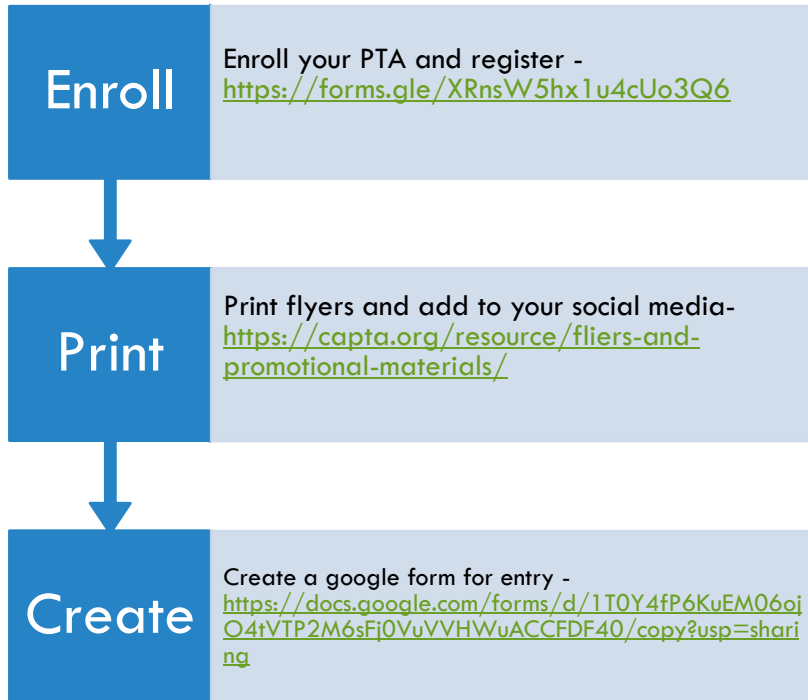 Enroll
Enroll your PTA and register -
https://forms.gle/XRnsW5hx1u4cUo3Q6
Print
Print flyers and add to your social media-
https://capta.org/resource/fliers-and-
promotional-materials/
Create
Create a google form for entry -
https://docs.google.com/forms/d/1T0Y4fP6KuEM06oj
O4tVTP2M6sFj0VuVVHWuACCFDF40/copy?usp=shari
ng